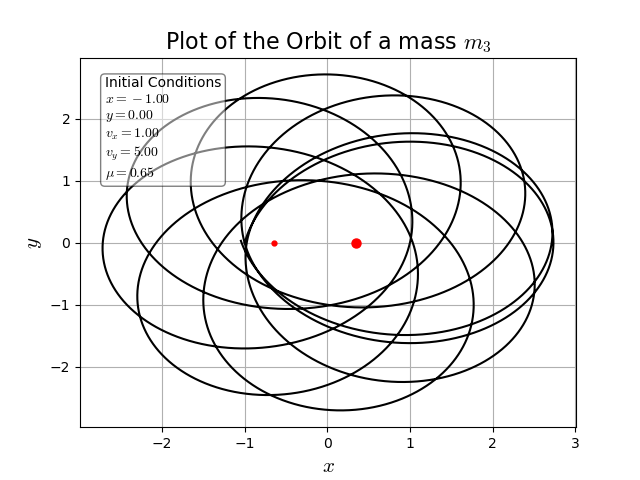 Plot of the Orbit of a mass m₃
Initial Conditions
x = −1.00
y = 0.00
vₓ = 1.00
v_y = 5.00
μ = 0.65
y
2
1
0
−1
−2
−2
−1
0
1
2
3
x